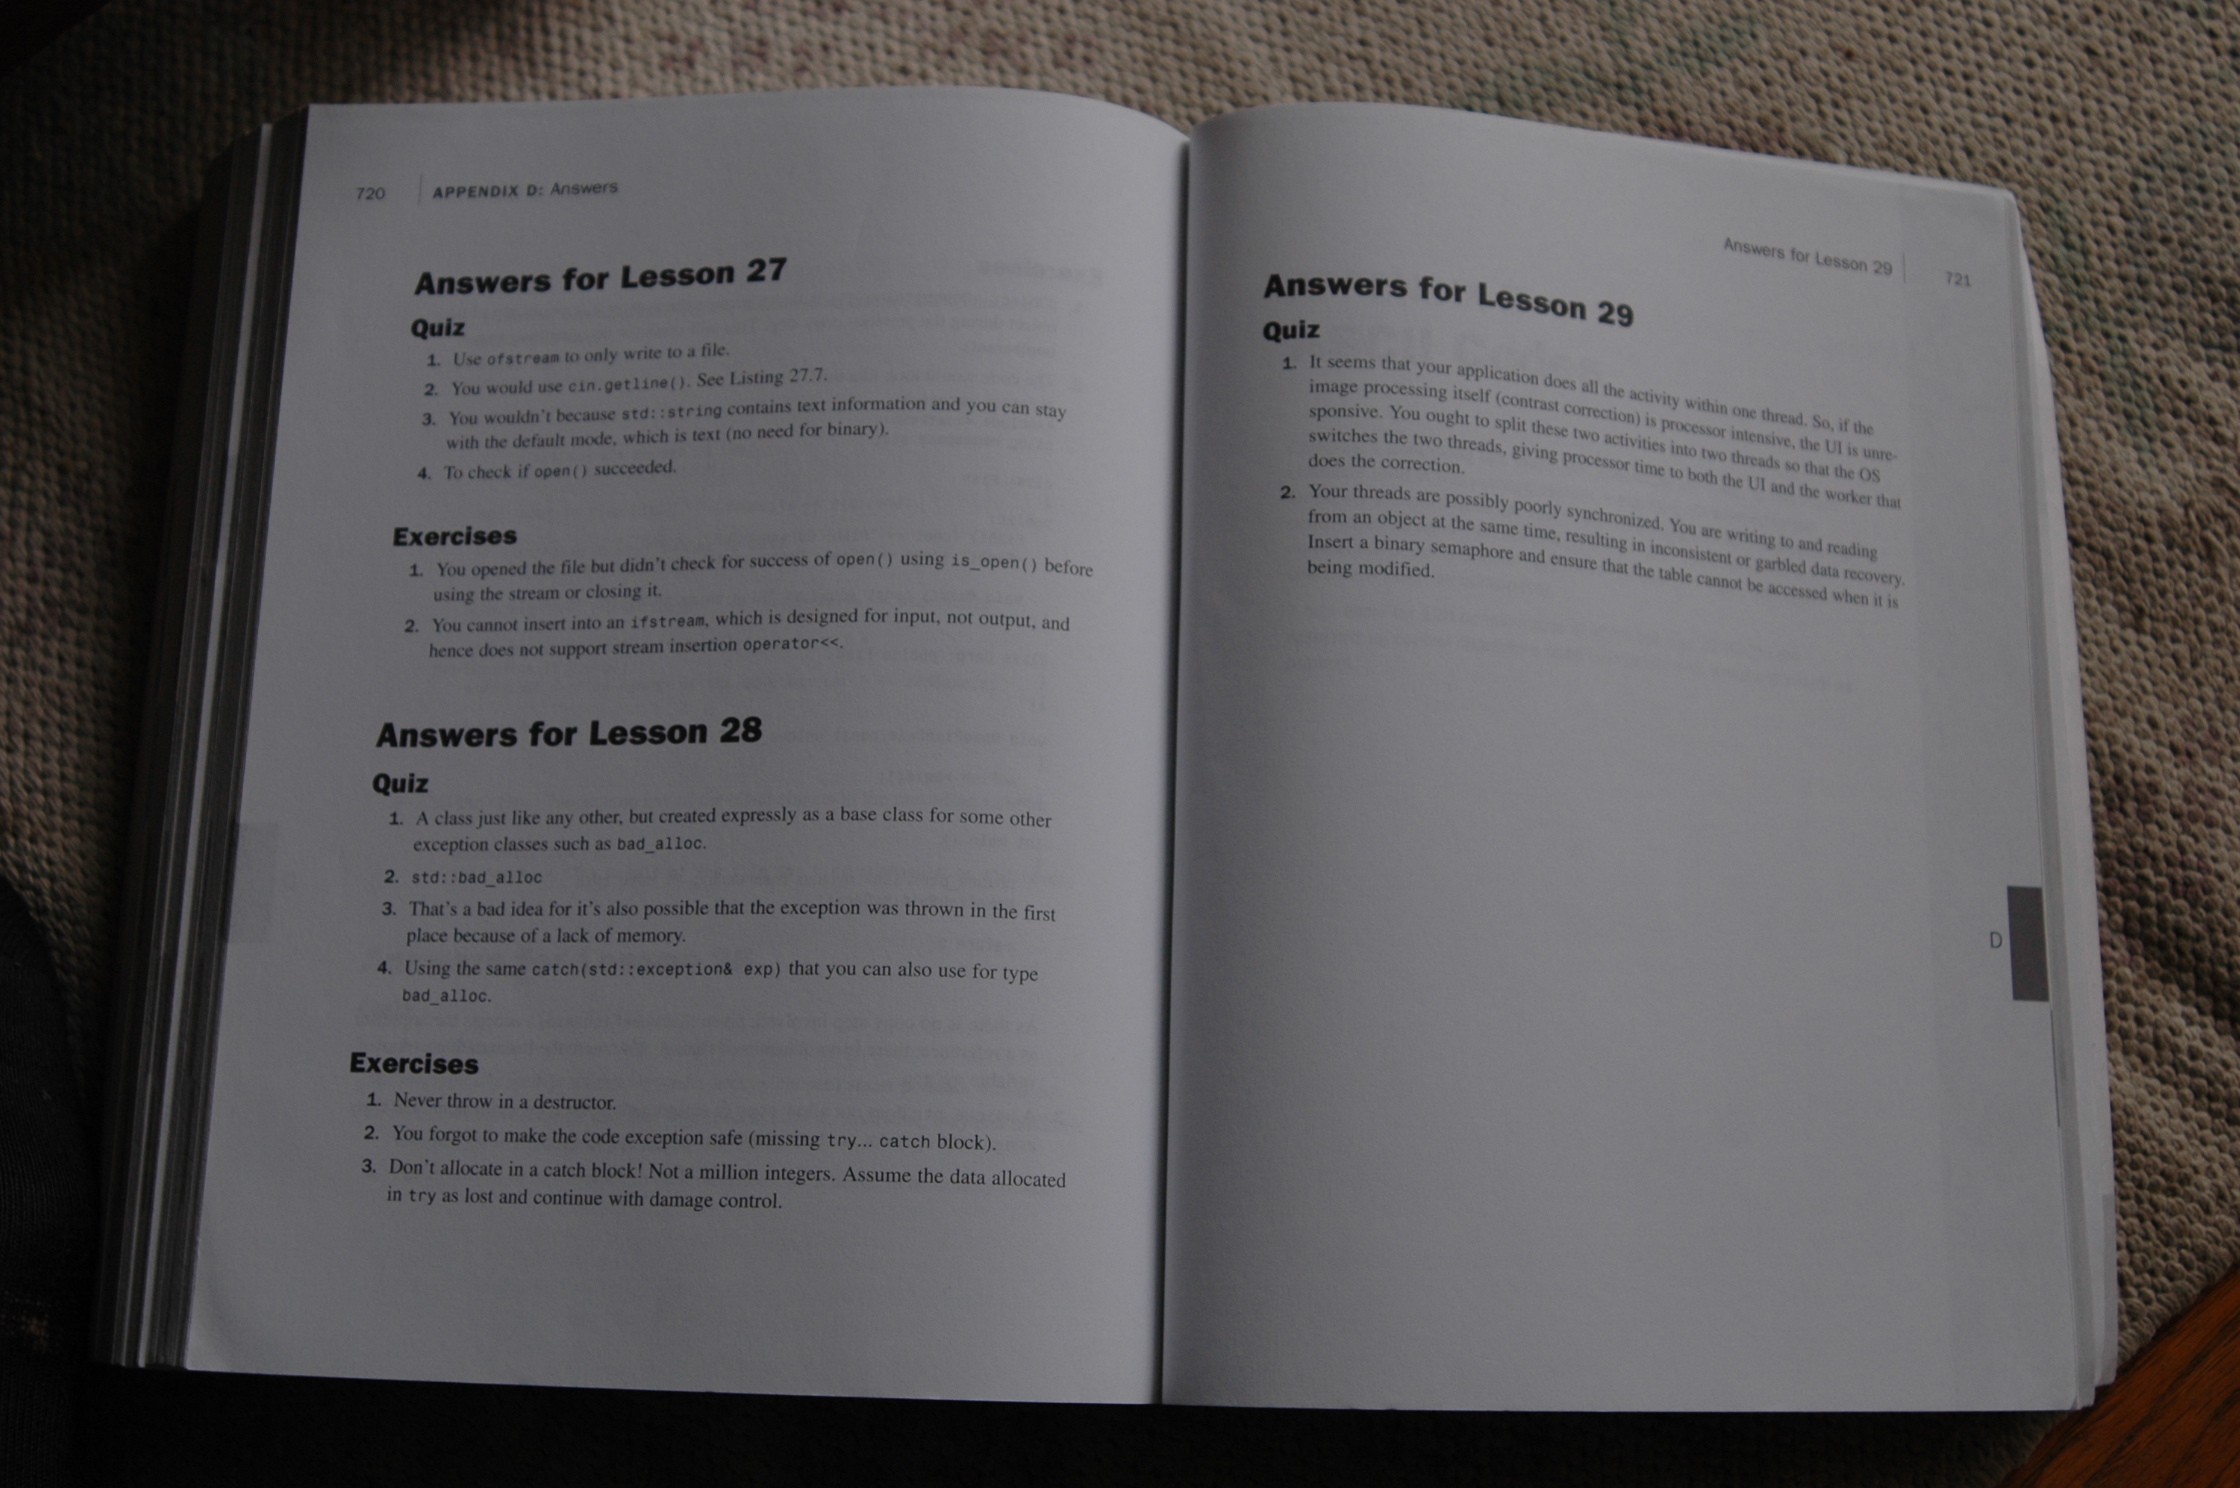 720 APPENDIX D: Answers
Answers for Lesson 27
Quiz
1. Use ofstream to only write to a file.
2. You would use cin.getline(). See Listing 27.7.
3. You wouldn't because std::string contains text information and you can stay
with the default mode, which is text (no need for binary).
4. To check if open() succeeded.
Exercises
1. You opened the file but didn't check for success of open() using is_open() before
using the stream or closing it.
2. You cannot insert into an ifstream, which is designed for input, not output, and
hence does not support stream insertion operator<<.
Answers for Lesson 28
Quiz
1. A class just like any other, but created expressly as a base class for some other
exception classes such as bad_alloc.
2. std::bad_alloc
3. That's a bad idea for it's also possible that the exception was thrown in the first
place because of a lack of memory.
4. Using the same catch(std::exception& exp) that you can also use for type
bad_alloc.
Exercises
1. Never throw in a destructor.
2. You forgot to make the code exception safe (missing try... catch block).
3. Don't allocate in a catch block! Not a million integers. Assume the data allocated
in try as lost and continue with damage control.
Answers for Lesson 29 721
Answers for Lesson 29
Quiz
1. It seems that your application does all the activity within one thread. So, if the
image processing itself (contrast correction) is processor intensive, the UI is unre-
sponsive. You ought to split these two activities into two threads so that the OS
switches the two threads, giving processor time to both the UI and the worker that
does the correction.
2. Your threads are possibly poorly synchronized. You are writing to and reading
from an object at the same time, resulting in inconsistent or garbled data recovery.
Insert a binary semaphore and ensure that the table cannot be accessed when it is
being modified.
D